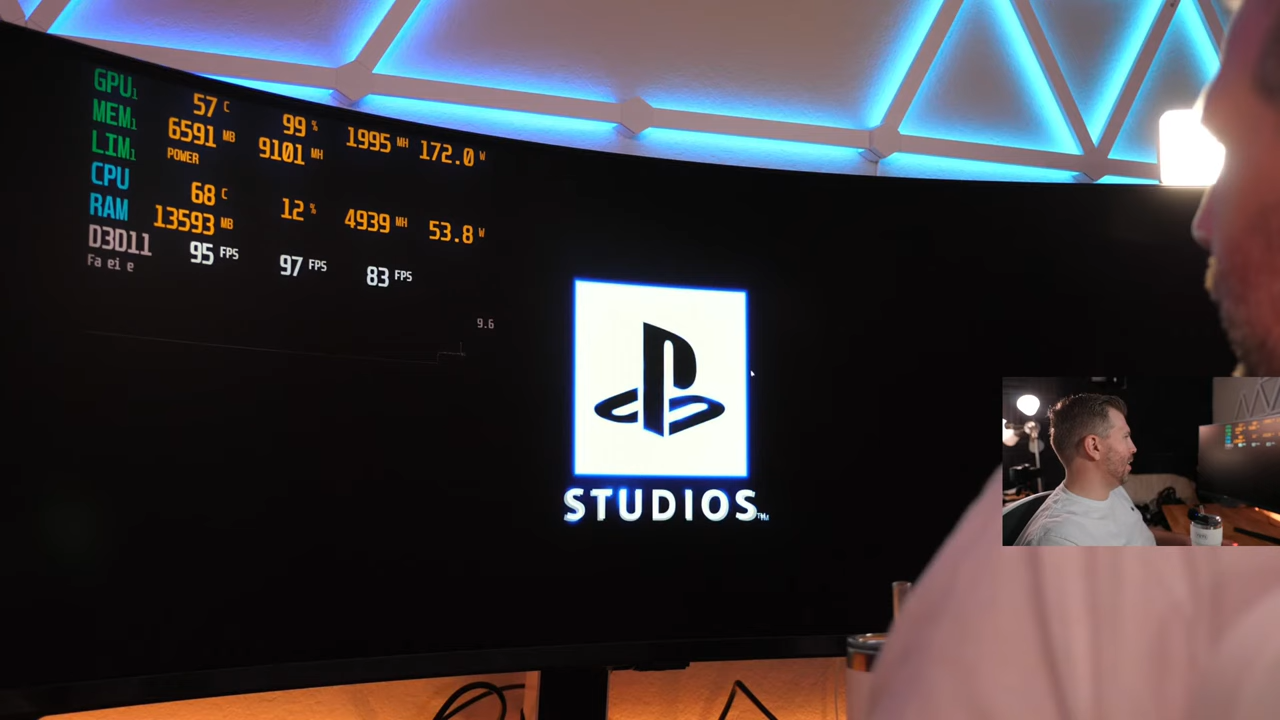 GPU1 57 C 99 % 1995 MH 172.0 W
MEM1 6591 MB 9101 MH
LIM1 POWER
CPU 68 C 12 % 4939 MH 53.8 W
RAM 13593 MB
D3D11 95 FPS 97 FPS 83 FPS
9.6
STUDIOS™